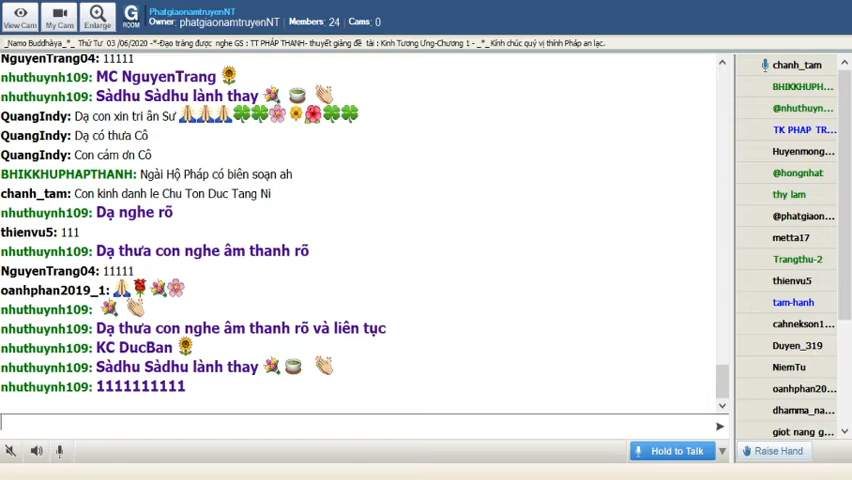 View Cam
My Cam
Enlarge
G
ROOM
PhatgiaonamtruyenNT
Owner: phatgiaonamtruyenNT Members: 24 Cams: 0
_Namo Buddhàya_*_ Thứ Tư 03 /06/2020 -*-Đạo tràng được nghe GS : TT PHÁP THANH- thuyết giảng đề tài : Kinh Tương Ưng-Chương 1 - _*_ Kính chúc quý vị thính Pháp an lạc.
NguyenTrang04: 11111
nhuthuynh109: MC NguyenTrang
nhuthuynh109: Sàdhu Sàdhu lành thay
QuangIndy: Dạ con xin tri ân Sư
QuangIndy: Dạ có thưa Cô
QuangIndy: Con cám ơn Cô
BHIKKHUPHAPTHANH: Ngài Hộ Pháp có biên soạn ah
chanh_tam: Con kinh danh le Chu Ton Duc Tang Ni
nhuthuynh109: Dạ nghe rõ
thienvu5: 111
nhuthuynh109: Dạ thưa con nghe âm thanh rõ
NguyenTrang04: 11111
oanhphan2019_1:
nhuthuynh109:
nhuthuynh109: Dạ thưa con nghe âm thanh rõ và liên tục
nhuthuynh109: KC DucBan
nhuthuynh109: Sàdhu Sàdhu lành thay
nhuthuynh109: 1111111111
chanh_tam
BHIKKHUPH...
@nhuthuyn...
TK PHAP TR...
Huyenmong...
@hongnhat
thy lam
@phatgiaon...
metta17
Trangthu-2
thienvu5
tam-hanh
cahnekson1...
Duyen_319
NiemTu
oanhphan20...
dhamma_na...
giot nang g...
Hold to Talk
Raise Hand